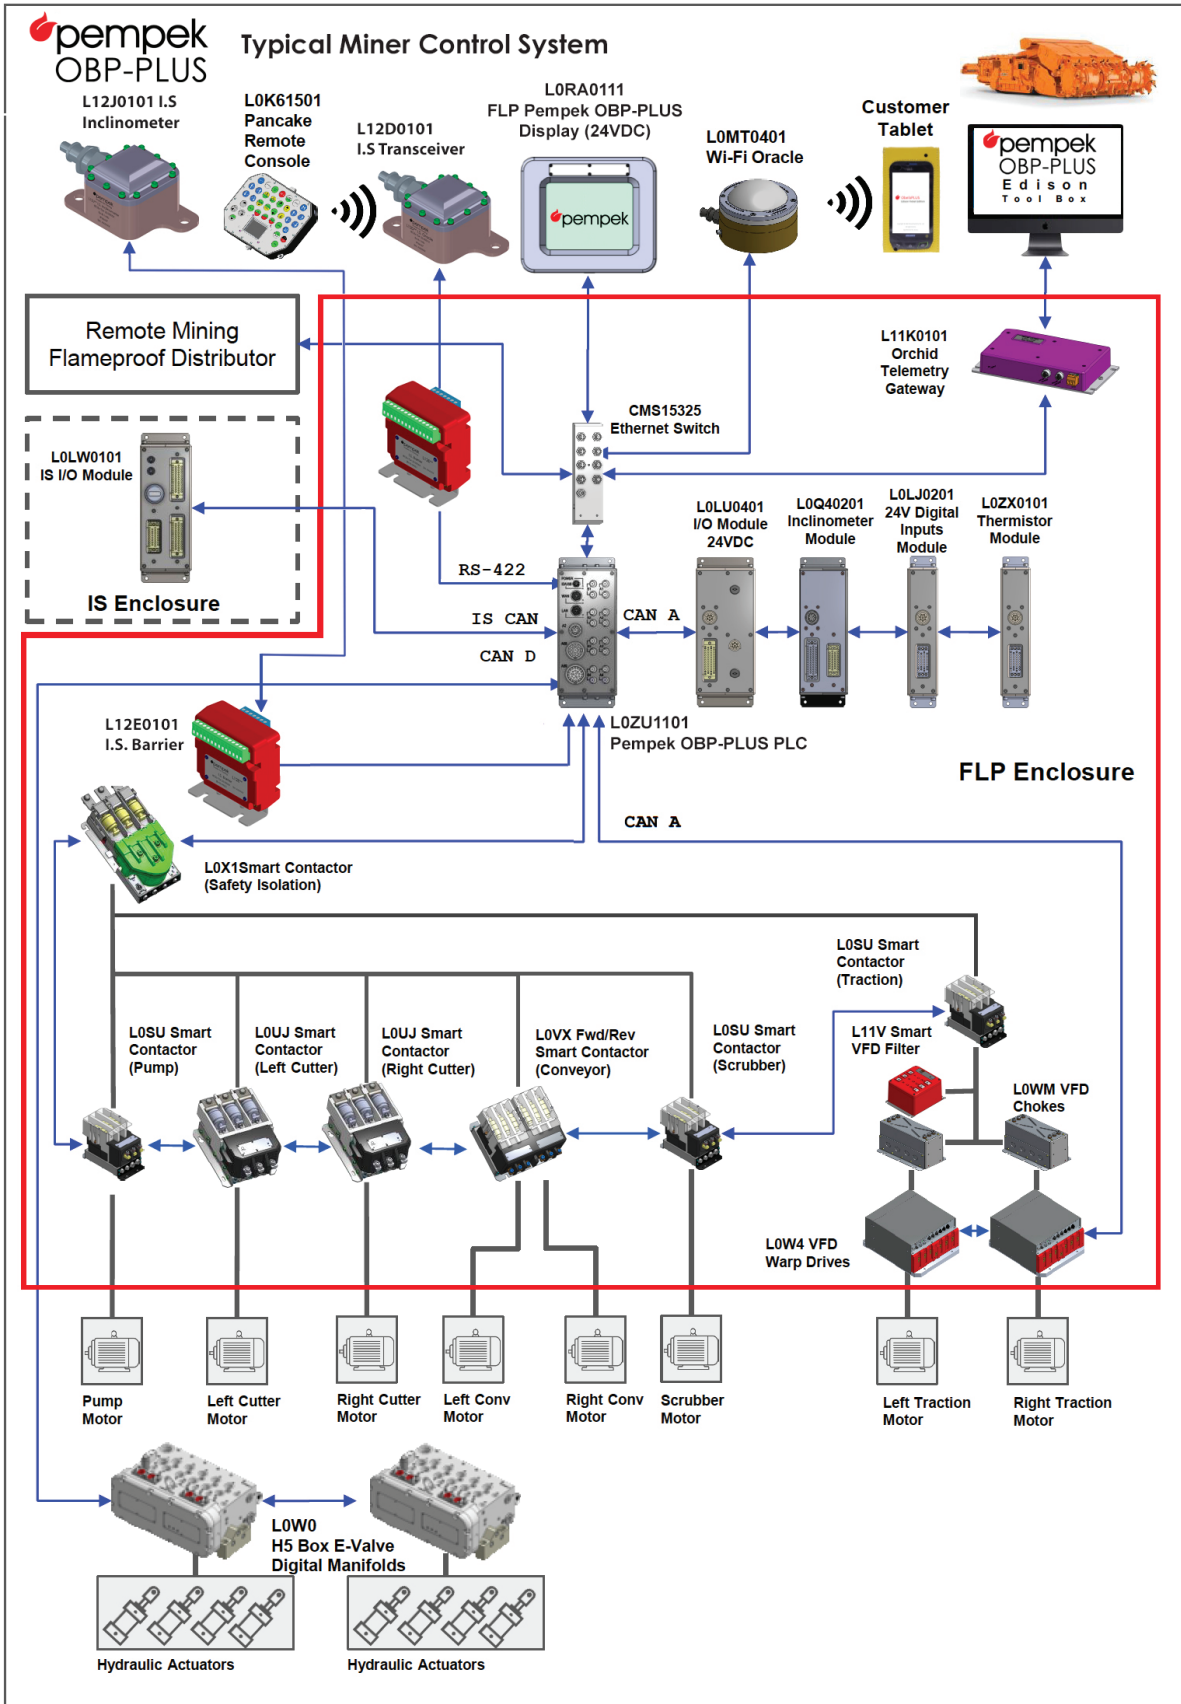 pempek
OBP-PLUS
Typical Miner Control System
L12J0101 I.S
Inclinometer
L0K61501
Pancake
Remote
Console
L12D0101
I.S Transceiver
L0RA0111
FLP Pempek OBP-PLUS
Display (24VDC)
pempek
L0MT0401
Wi-Fi Oracle
Customer
Tablet
pempek
OBP-PLUS
Edison
Tool Box
Remote Mining
Flameproof Distributor
L11K0101
Orchid
Telemetry
Gateway
CMS15325
Ethernet Switch
L0LW0101
IS I/O Module
IS Enclosure
L0LU0401
I/O Module
24VDC
L0Q40201
Inclinometer
Module
L0LJ0201
24V Digital
Inputs
Module
L0ZX0101
Thermistor
Module
RS-422
IS CAN
CAN D
CAN A
L0ZU1101
Pempek OBP-PLUS PLC
L12E0101
I.S. Barrier
FLP Enclosure
CAN A
L0X1Smart Contactor
(Safety Isolation)
L0SU Smart
Contactor
(Traction)
L0SU Smart
Contactor
(Pump)
L0UJ Smart
Contactor
(Left Cutter)
L0UJ Smart
Contactor
(Right Cutter)
L0VX Fwd/Rev
Smart Contactor
(Conveyor)
L0SU Smart
Contactor
(Scrubber)
L11V Smart
VFD Filter
L0WM VFD
Chokes
L0W4 VFD
Warp Drives
Pump
Motor
Left Cutter
Motor
Right Cutter
Motor
Left Conv
Motor
Right Conv
Motor
Scrubber
Motor
Left Traction
Motor
Right Traction
Motor
L0W0
H5 Box E-Valve
Digital Manifolds
Hydraulic Actuators
Hydraulic Actuators